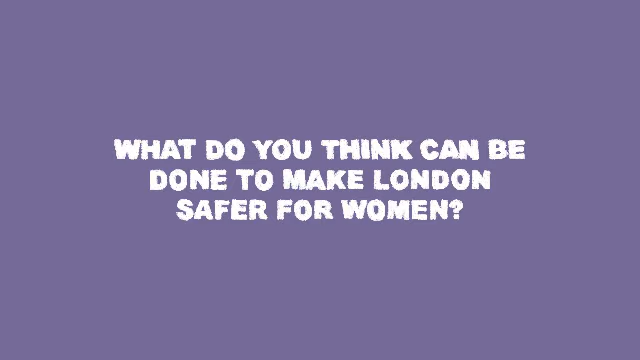 WHAT DO YOU THINK CAN BE
DONE TO MAKE LONDON
SAFER FOR WOMEN?